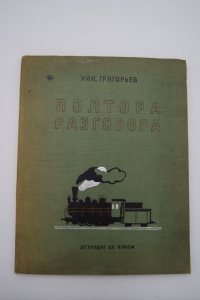 НИК. ГРИГОРЬЕВ
ПОЛТОРА
РАЗГОВОРА
ДЕТИЗДАТ ЦК ВЛКСМ